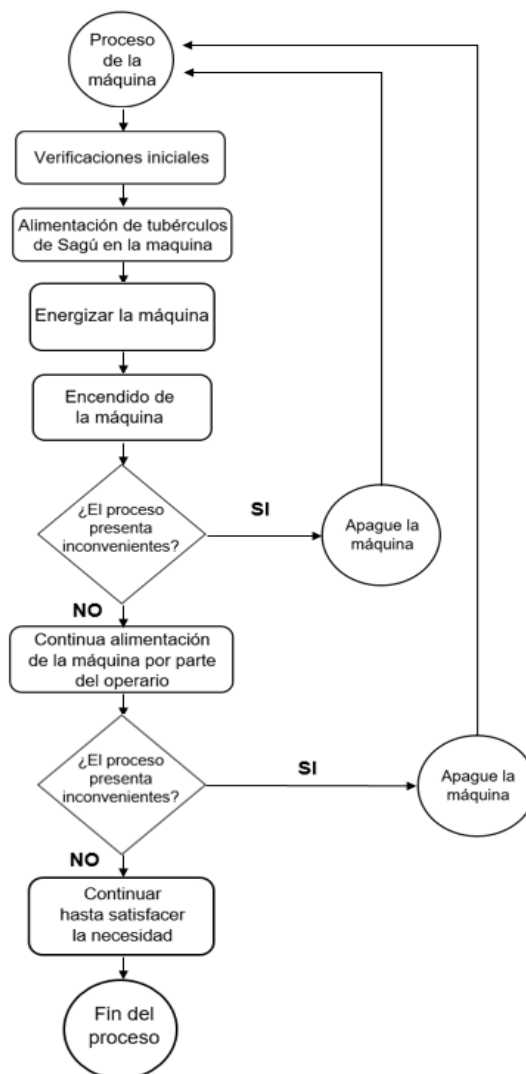 Proceso
de la
máquina
Verificaciones iniciales
Alimentación de tubérculos
de Sagú en la maquina
Energizar la máquina
Encendido de
la máquina
¿El proceso
presenta
inconvenientes?
SI
Apague la
máquina
NO
Continua alimentación
de la máquina por parte
del operario
¿El proceso
presenta
inconvenientes?
SI
Apague la
máquina
NO
Continuar
hasta satisfacer
la necesidad
Fin del
proceso